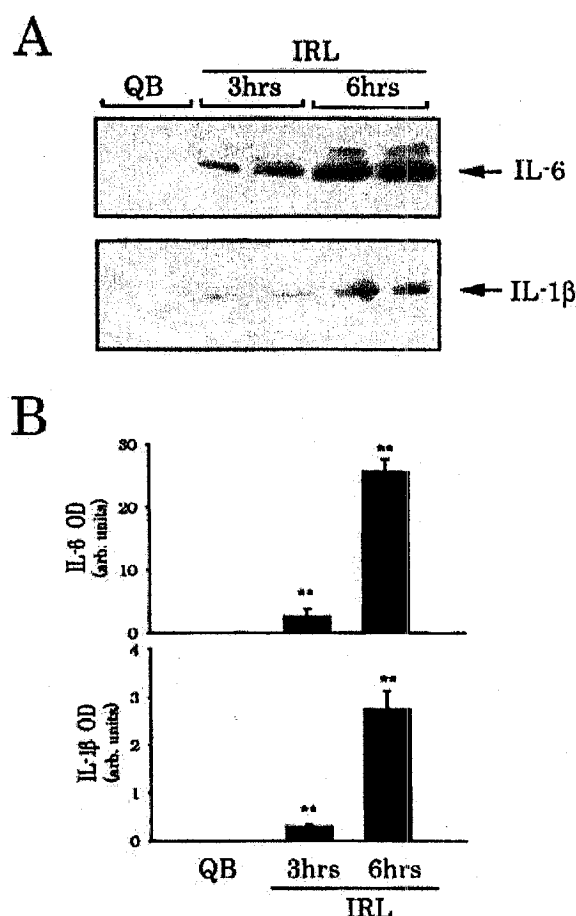 A
IRL
QB 3hrs 6hrs
IL-6
IL-1β
B
IL-6 OD
(arb. units)
30
20
10
0
**
**
IL-1β OD
(arb. units)
4
3
2
1
0
**
**
QB 3hrs 6hrs
IRL